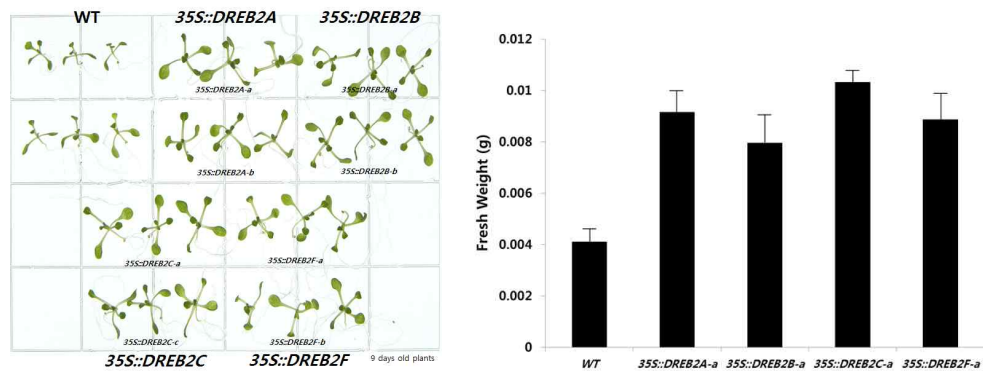 WT 35S::DREB2A 35S::DREB2B
35S::DREB2A-a 35S::DREB2B-a
35S::DREB2A-b 35S::DREB2B-b
35S::DREB2C-a 35S::DREB2F-a
35S::DREB2C-c 35S::DREB2F-b
35S::DREB2C 35S::DREB2F 9 days old plants
0.012
0.01
0.008
0.006
0.004
0.002
0
Fresh Weight (g)
WT 35S::DREB2A-a 35S::DREB2B-a 35S::DREB2C-a 35S::DREB2F-a